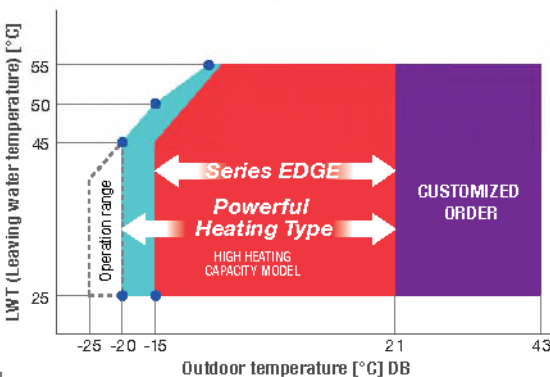 LWT (Leaving water temperature) [°C]
55
50
45
25
Operation range
Series EDGE
Powerful
Heating Type
HIGH HEATING
CAPACITY MODEL
CUSTOMIZED
ORDER
-25 -20 -15 21 43
Outdoor temperature [°C] DB